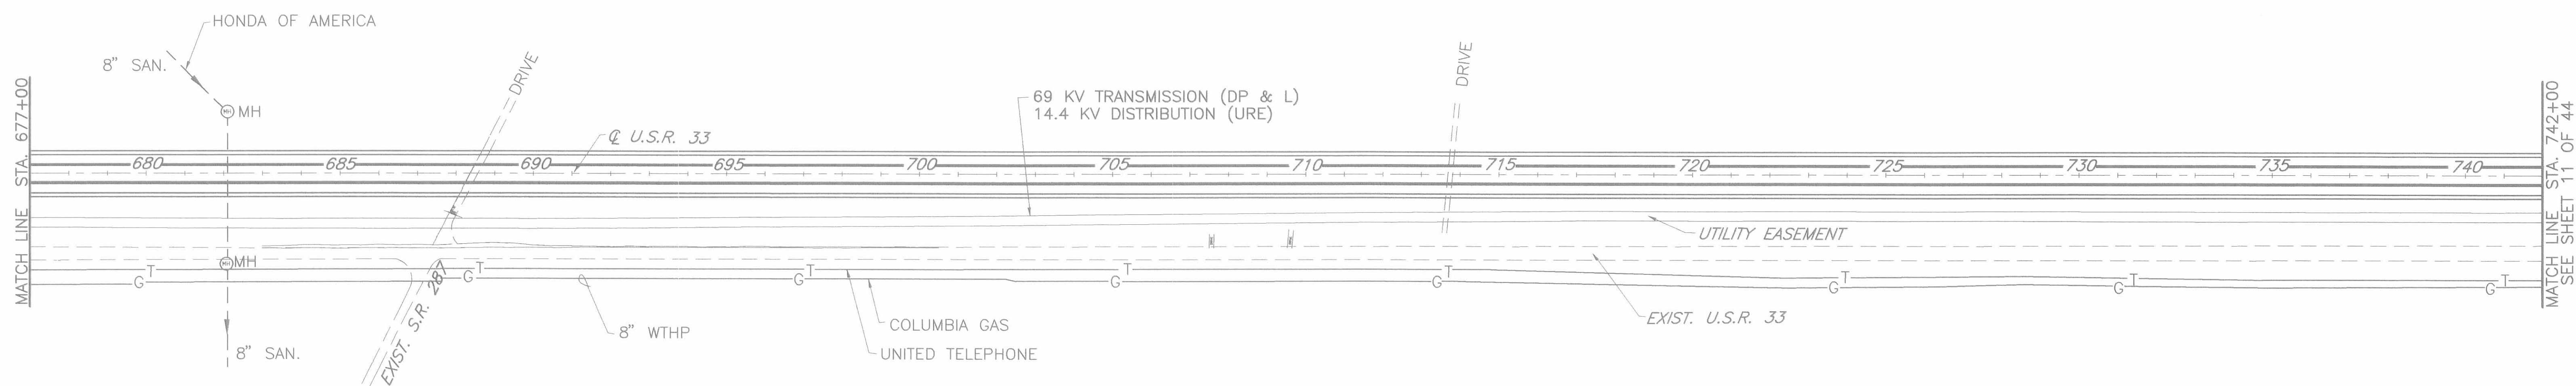 HONDA OF AMERICA
8" SAN.
MH
MATCH LINE STA. 677+00
DRIVE
℄ U.S.R. 33
69 KV TRANSMISSION (DP & L)
14.4 KV DISTRIBUTION (URE)
DRIVE
680 685 690 695 700 705 710 715 720 725 730 735 740
MATCH LINE STA. 742+00
SEE SHEET 11 OF 44
UTILITY EASEMENT
MH
T T T T T T T T
G G G G G G G G
EXIST. S.R. 287
8" WTHP
COLUMBIA GAS
UNITED TELEPHONE
EXIST. U.S.R. 33
8" SAN.